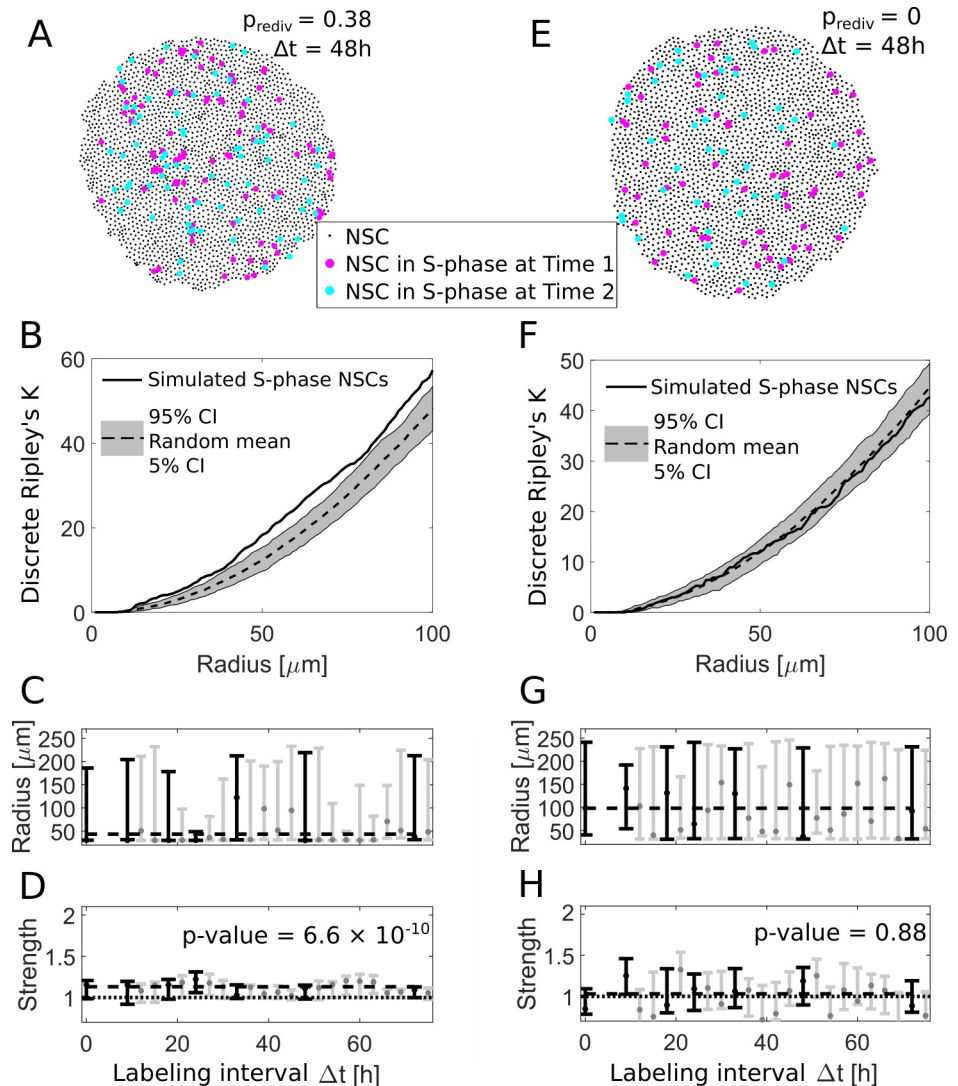 A
p_rediv = 0.38
Δt = 48h
E
p_rediv = 0
Δt = 48h
NSC
NSC in S-phase at Time 1
NSC in S-phase at Time 2
B
Discrete Ripley's K
60
40
20
0
Simulated S-phase NSCs
95% CI
Random mean
5% CI
0 50 100
Radius [μm]
F
Discrete Ripley's K
50
40
30
20
10
0
Simulated S-phase NSCs
95% CI
Random mean
5% CI
0 50 100
Radius [μm]
C
Radius [μm]
250
200
150
100
50
G
Radius [μm]
250
200
150
100
50
D
Strength
2
1.5
1
p-value = 6.6 × 10⁻¹⁰
0 20 40 60
Labeling interval Δt [h]
H
Strength
2
1.5
1
p-value = 0.88
0 20 40 60
Labeling interval Δt [h]